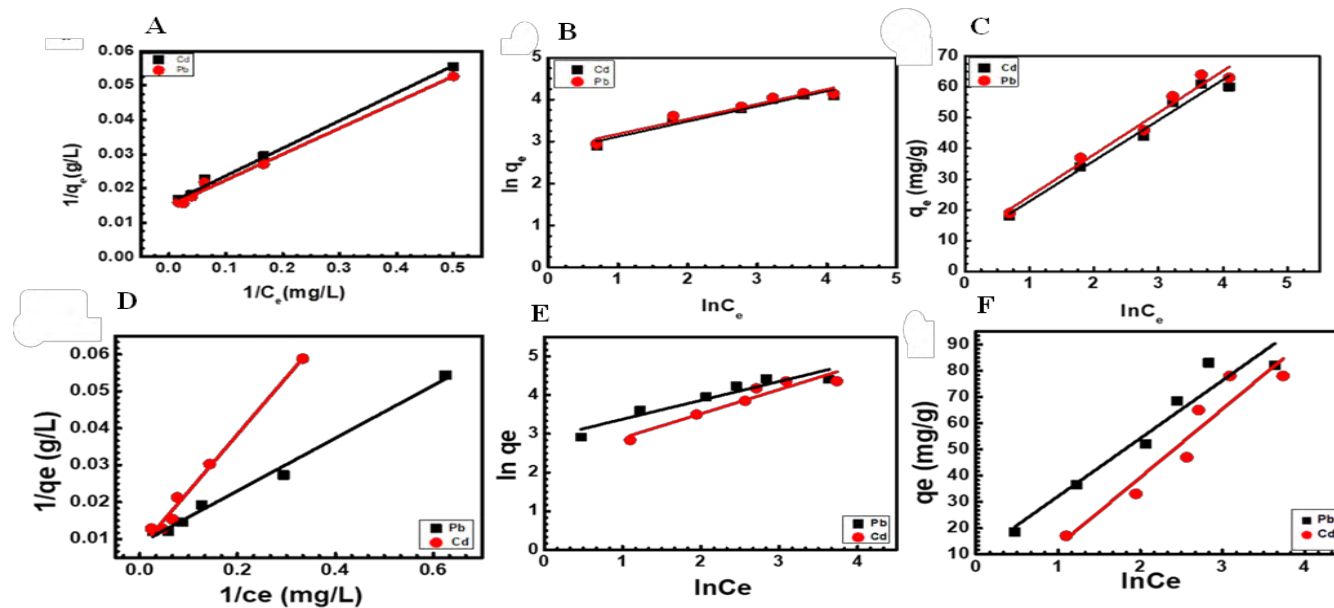 A
0.06
0.05
0.04
0.03
0.02
0.01
0.00
Cd
Pb
1/qₑ(g/L)
0.0 0.1 0.2 0.3 0.4 0.5
1/Cₑ(mg/L)
B
5
4
3
2
1
0
Cd
Pb
ln qₑ
0 1 2 3 4 5
lnCₑ
C
70
60
50
40
30
20
10
0
Cd
Pb
qₑ (mg/g)
0 1 2 3 4 5
lnCₑ
D
0.06
0.05
0.04
0.03
0.02
0.01
Pb
Cd
1/qe (g/L)
0.0 0.2 0.4 0.6
1/ce (mg/L)
E
5
4
3
2
1
0
Pb
Cd
ln qe
0 1 2 3 4
lnCe
F
90
80
70
60
50
40
30
20
10
Pb
Cd
qe (mg/g)
0 1 2 3 4
lnCe